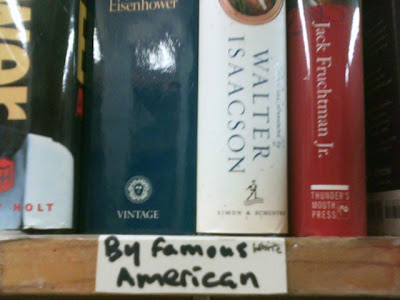 Eisenhower
VINTAGE
WALTER
ISAACSON
SIMON & SCHUSTER
Jack Fruchtman Jr.
THUNDER'S
MOUTH
PRESS
HOLT
By Famous White
American